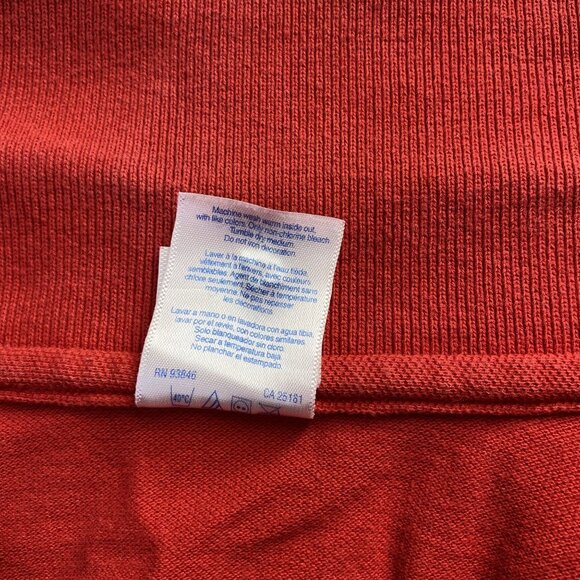 Machine wash warm inside out,
with like colors. Only non-chlorine bleach
Tumble dry medium.
Do not iron decoration
Laver à la machine à l'eau tiède,
vêtement à l'envers, avec couleurs
semblables. Agent de blanchiment sans
chlore seulement. Sécher à température
moyenne. Ne pas repasser
les décorations
Lavar a mano o en lavadora con agua tibia,
por el revés, con colores similares.
Solo blanqueador sin cloro.
Secar a temperatura baja
No planchar el estampado.
RN 93846 CA 25181
40°C